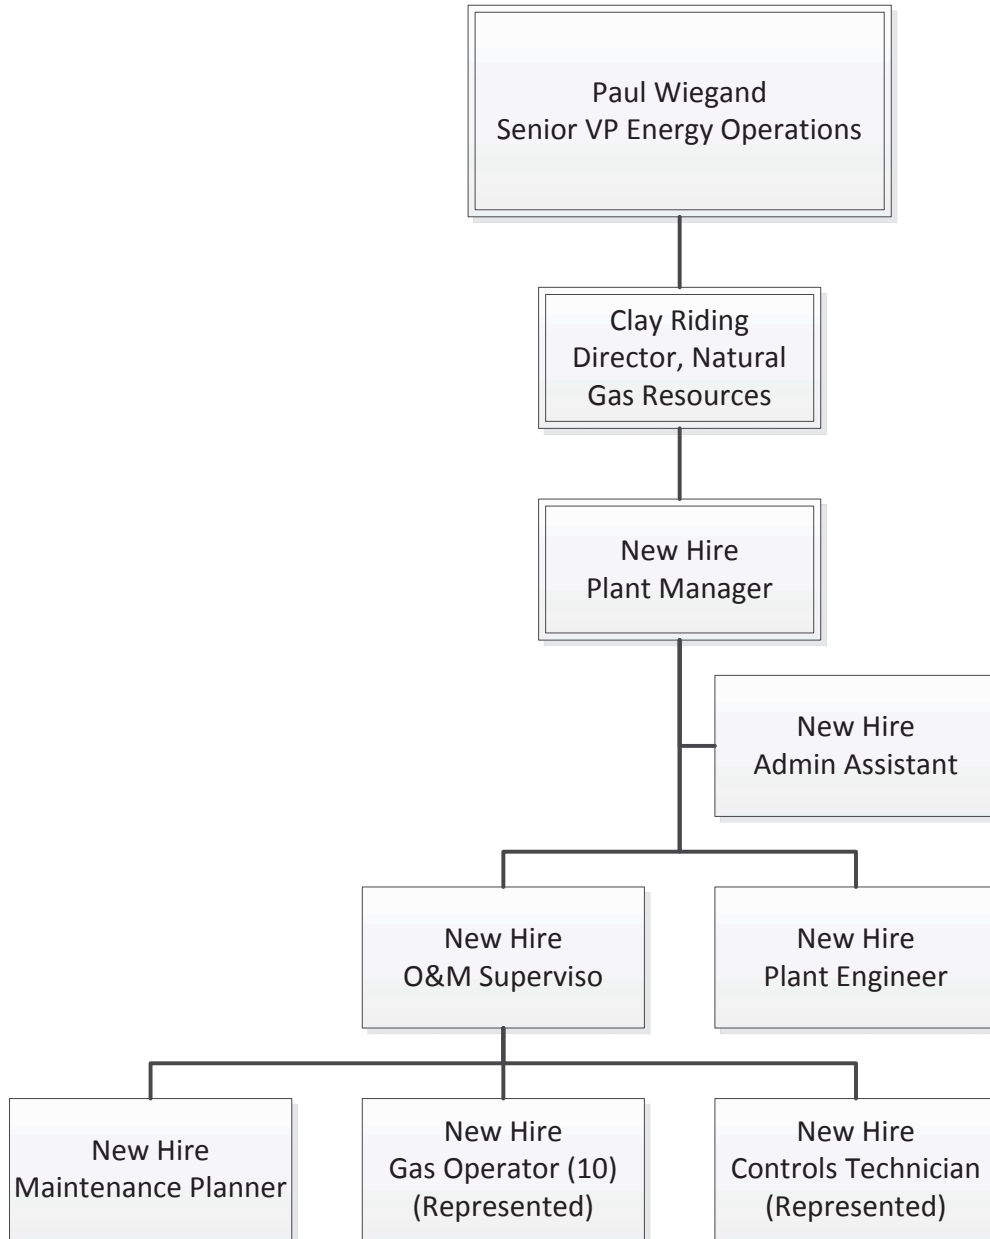 Paul Wiegand
Senior VP Energy Operations
Clay Riding
Director, Natural
Gas Resources
New Hire
Plant Manager
New Hire
Admin Assistant
New Hire
O&M Superviso
New Hire
Plant Engineer
New Hire
Maintenance Planner
New Hire
Gas Operator (10)
(Represented)
New Hire
Controls Technician
(Represented)